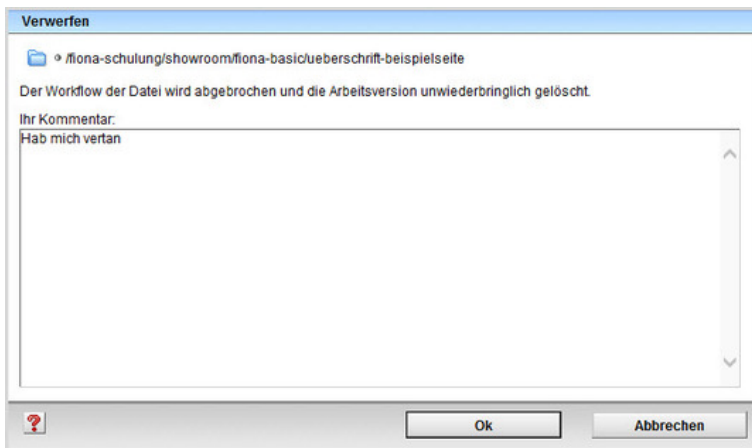 Verwerfen
/fiona-schulung/showroom/fiona-basic/ueberschrift-beispielseite
Der Workflow der Datei wird abgebrochen und die Arbeitsversion unwiederbringlich gelöscht.
Ihr Kommentar:
Hab mich vertan
? Ok Abbrechen